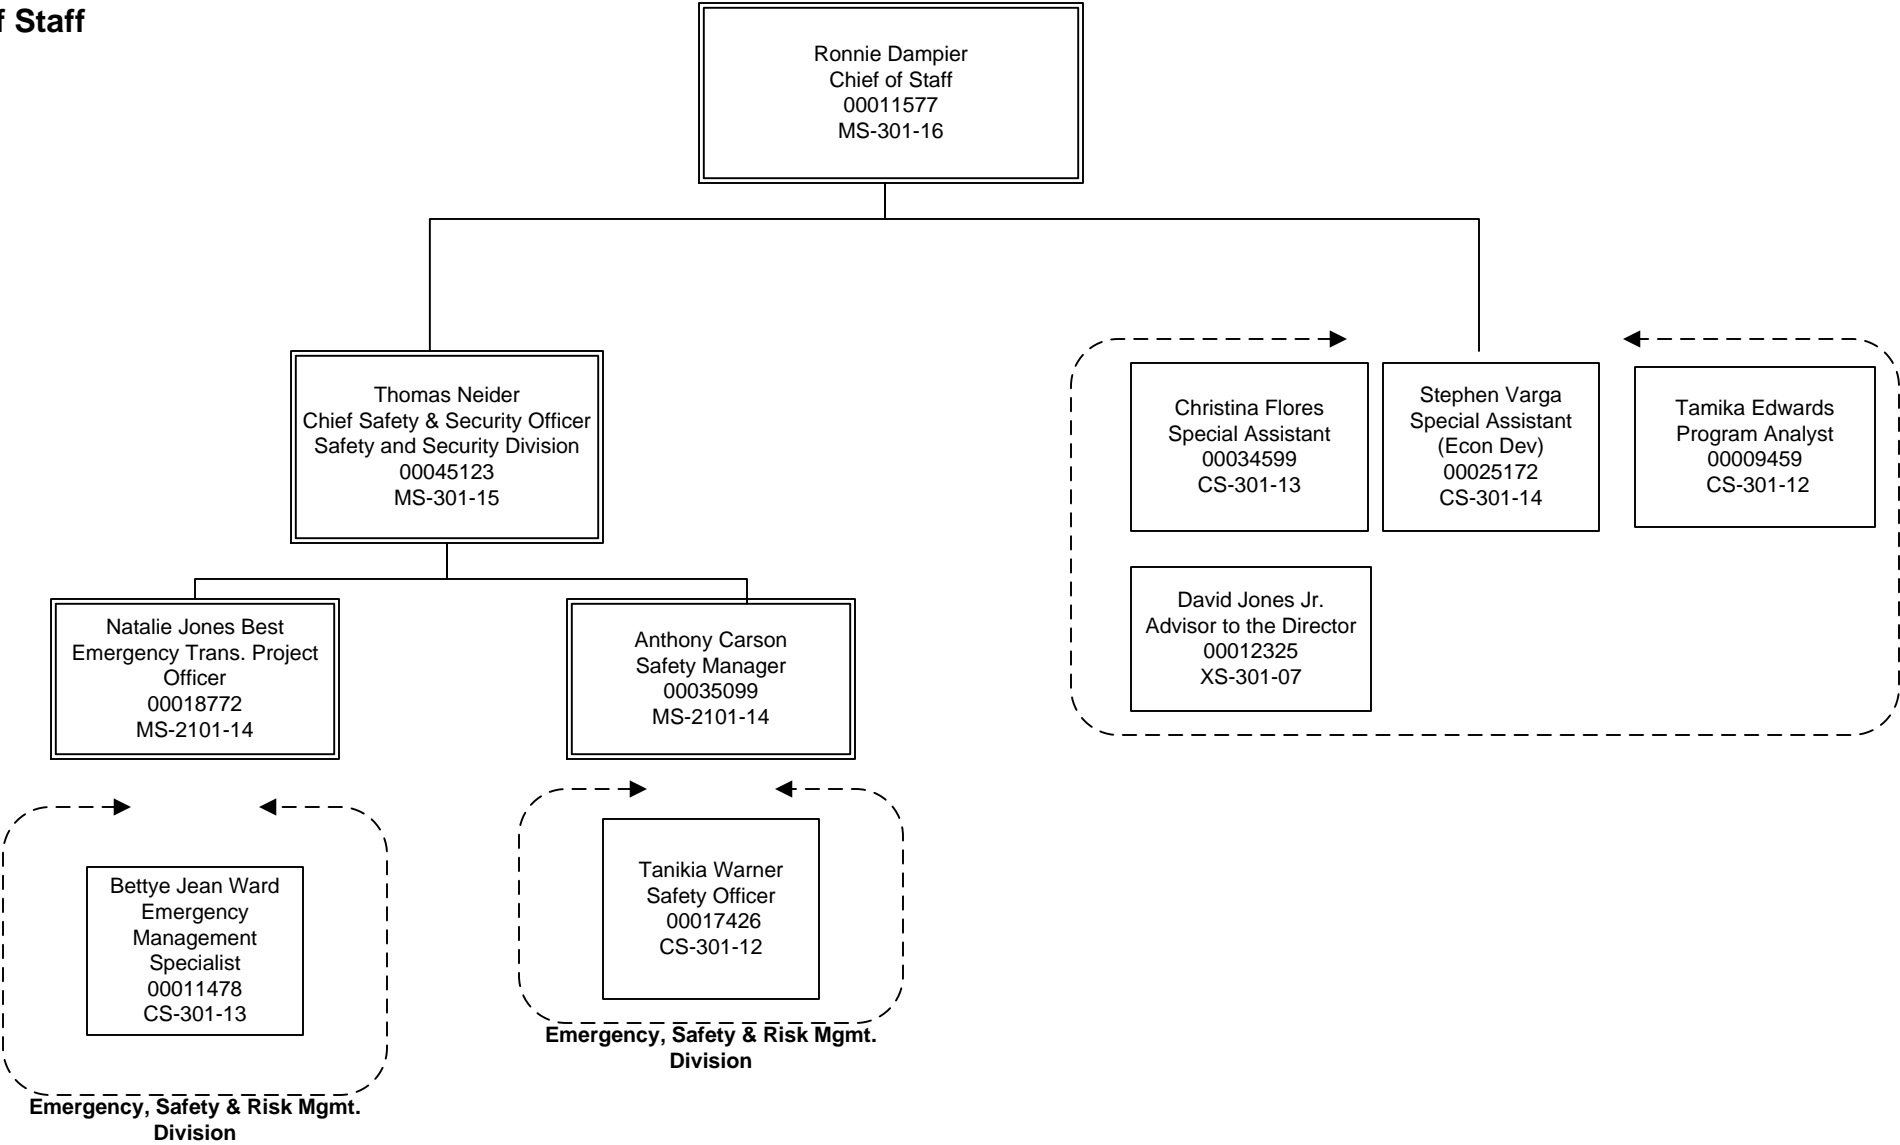 f Staff
Ronnie Dampier
Chief of Staff
00011577
MS-301-16
Thomas Neider
Chief Safety & Security Officer
Safety and Security Division
00045123
MS-301-15
Christina Flores
Special Assistant
00034599
CS-301-13
Stephen Varga
Special Assistant
(Econ Dev)
00025172
CS-301-14
Tamika Edwards
Program Analyst
00009459
CS-301-12
David Jones Jr.
Advisor to the Director
00012325
XS-301-07
Natalie Jones Best
Emergency Trans. Project
Officer
00018772
MS-2101-14
Anthony Carson
Safety Manager
00035099
MS-2101-14
Bettye Jean Ward
Emergency
Management
Specialist
00011478
CS-301-13
Emergency, Safety & Risk Mgmt.
Division
Tanikia Warner
Safety Officer
00017426
CS-301-12
Emergency, Safety & Risk Mgmt.
Division